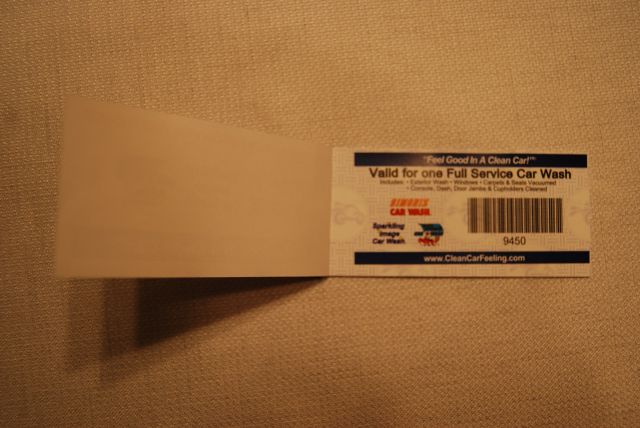 "Feel Good In A Clean Car!"
Valid for one Full Service Car Wash
Includes: • Exterior Wash • Windows • Carpets & Seats Vacuumed
• Console, Dash, Door Jambs & Cupholders Cleaned
CAR WASH
Sparkling
Image
Car Wash
9450
www.CleanCarFeeling.com